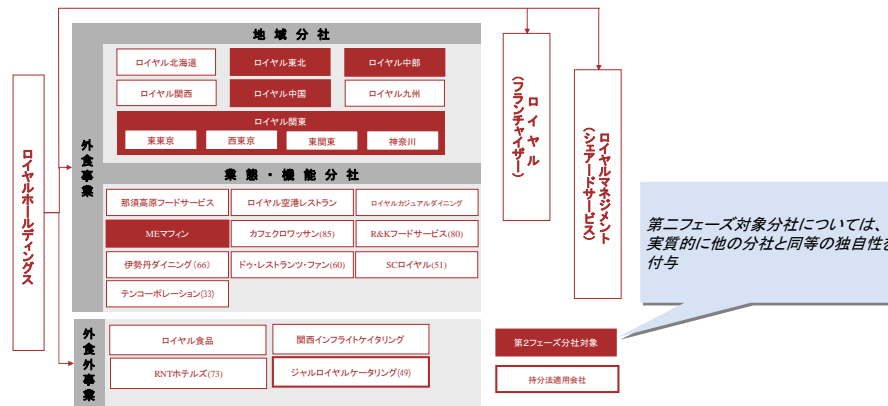 地域分社
ロイヤル北海道
ロイヤル東北
ロイヤル中部
ロイヤル関西
ロイヤル中国
ロイヤル九州
ロイヤル関東
東東京
西東京
東関東
神奈川
外食事業
業態・機能分社
那須高原フードサービス
ロイヤル空港レストラン
ロイヤルカジュアルダイニング
MEマフィン
カフェクロワッサン(85)
R&Kフードサービス(80)
伊勢丹ダイニング(66)
ドゥ・レストランツ・ファン(60)
SCロイヤル(51)
テンコーポレーション(33)
ロイヤルホールディングス
外食外事業
ロイヤル食品
関西インフライトケイタリング
RNTホテルズ(73)
ジャルロイヤルケータリング(49)
ロイヤル
(フランチャイザー)
ロイヤルマネジメント
(シェアードサービス)
第二フェーズ対象分社については、
実質的に他の分社と同等の独自性を
付与
第2フェーズ分社対象
持分法適用会社